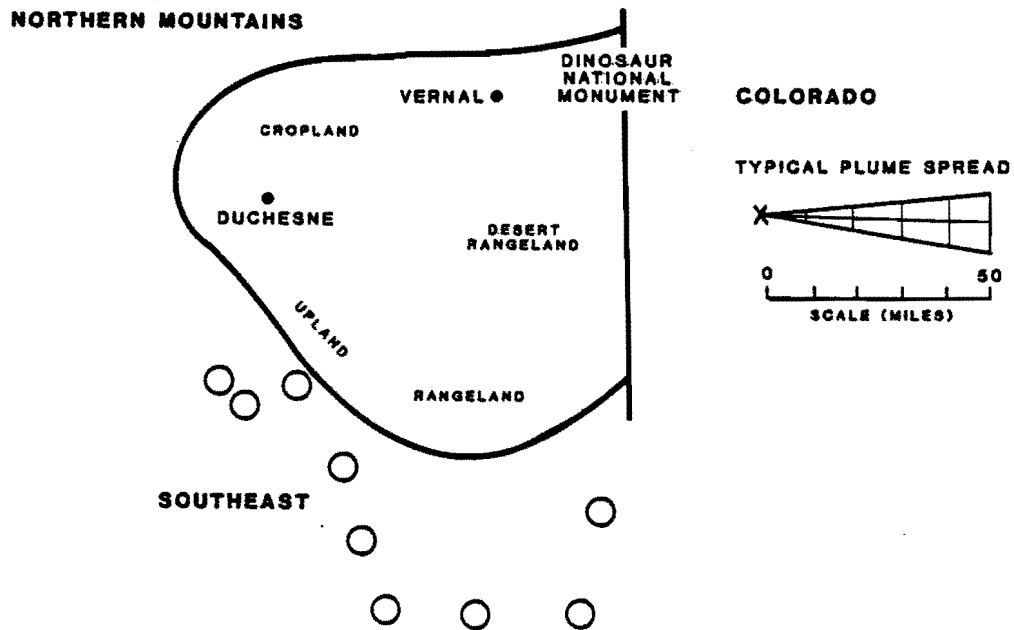 NORTHERN MOUNTAINS
DINOSAUR
NATIONAL
MONUMENT
VERNAL
COLORADO
CROPLAND
TYPICAL PLUME SPREAD
X
DUCHESNE
DESERT
RANGELAND
0 50
SCALE (MILES)
UPLAND
RANGELAND
SOUTHEAST